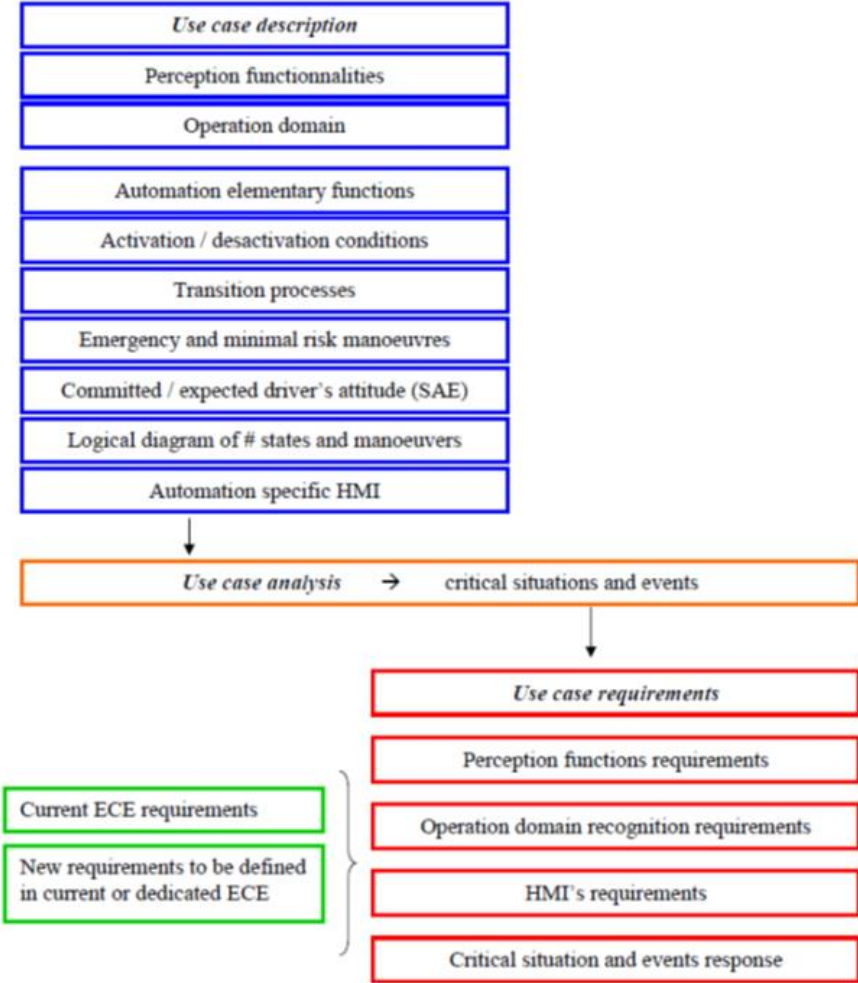 Use case description
Perception functionnalities
Operation domain
Automation elementary functions
Activation / desactivation conditions
Transition processes
Emergency and minimal risk manoeuvres
Committed / expected driver's attitude (SAE)
Logical diagram of # states and manoeuvers
Automation specific HMI
Use case analysis → critical situations and events
Use case requirements
Perception functions requirements
Current ECE requirements
Operation domain recognition requirements
New requirements to be defined
in current or dedicated ECE
HMI's requirements
Critical situation and events response